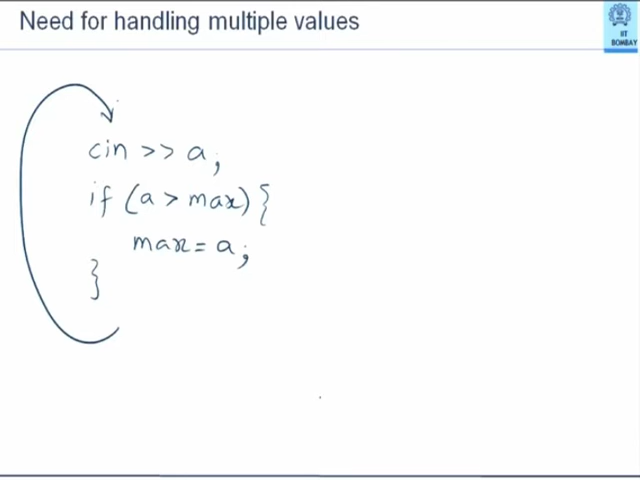 Need for handling multiple values
IIT
BOMBAY
cin >> a;
if (a > max) }
max = a;
}